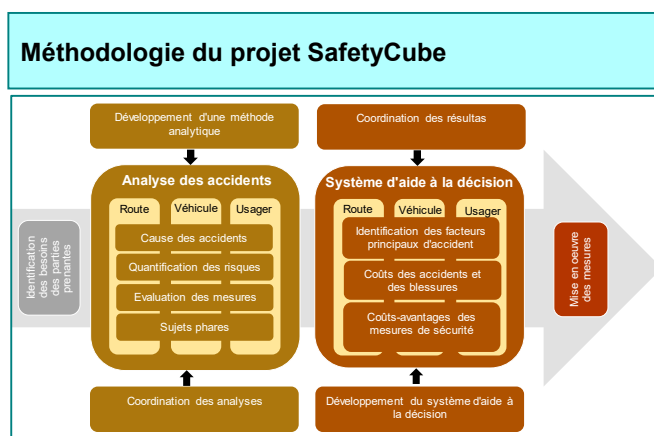 Méthodologie du projet SafetyCube
Développement d'une méthode
analytique
Coordination des résultas
Identification
des besoins
des parties
prenantes
Analyse des accidents
Route Véhicule Usager
Cause des accidents
Quantification des risques
Evaluation des mesures
Sujets phares
Système d'aide à la décision
Route Véhicule Usager
Identification des facteurs
principaux d'accident
Coûts des accidents et
des blessures
Coûts-avantages des
mesures de sécurité
Mise en oeuvre
des mesures
Coordination des analyses
Développement du système d'aide à
la décision